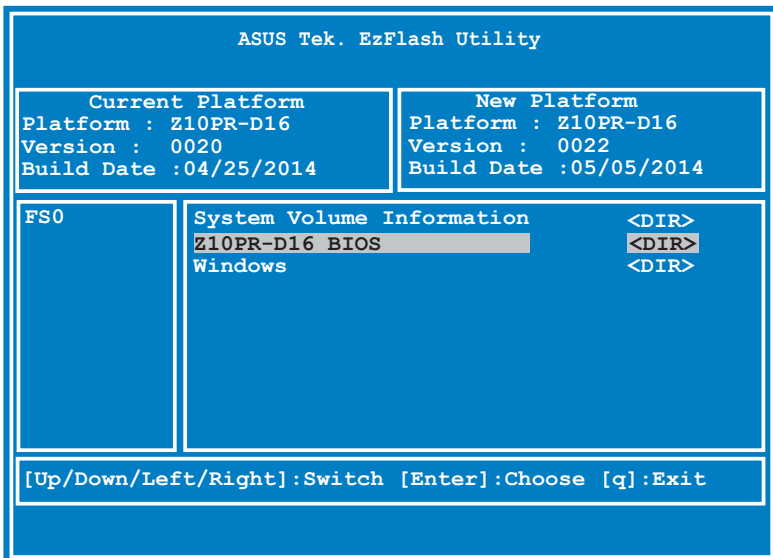 ASUS Tek. EzFlash Utility
Current Platform
Platform : Z10PR-D16
Version : 0020
Build Date :04/25/2014
New Platform
Platform : Z10PR-D16
Version : 0022
Build Date :05/05/2014
FS0
System Volume Information <DIR>
Z10PR-D16 BIOS <DIR>
Windows <DIR>
[Up/Down/Left/Right]:Switch [Enter]:Choose [q]:Exit